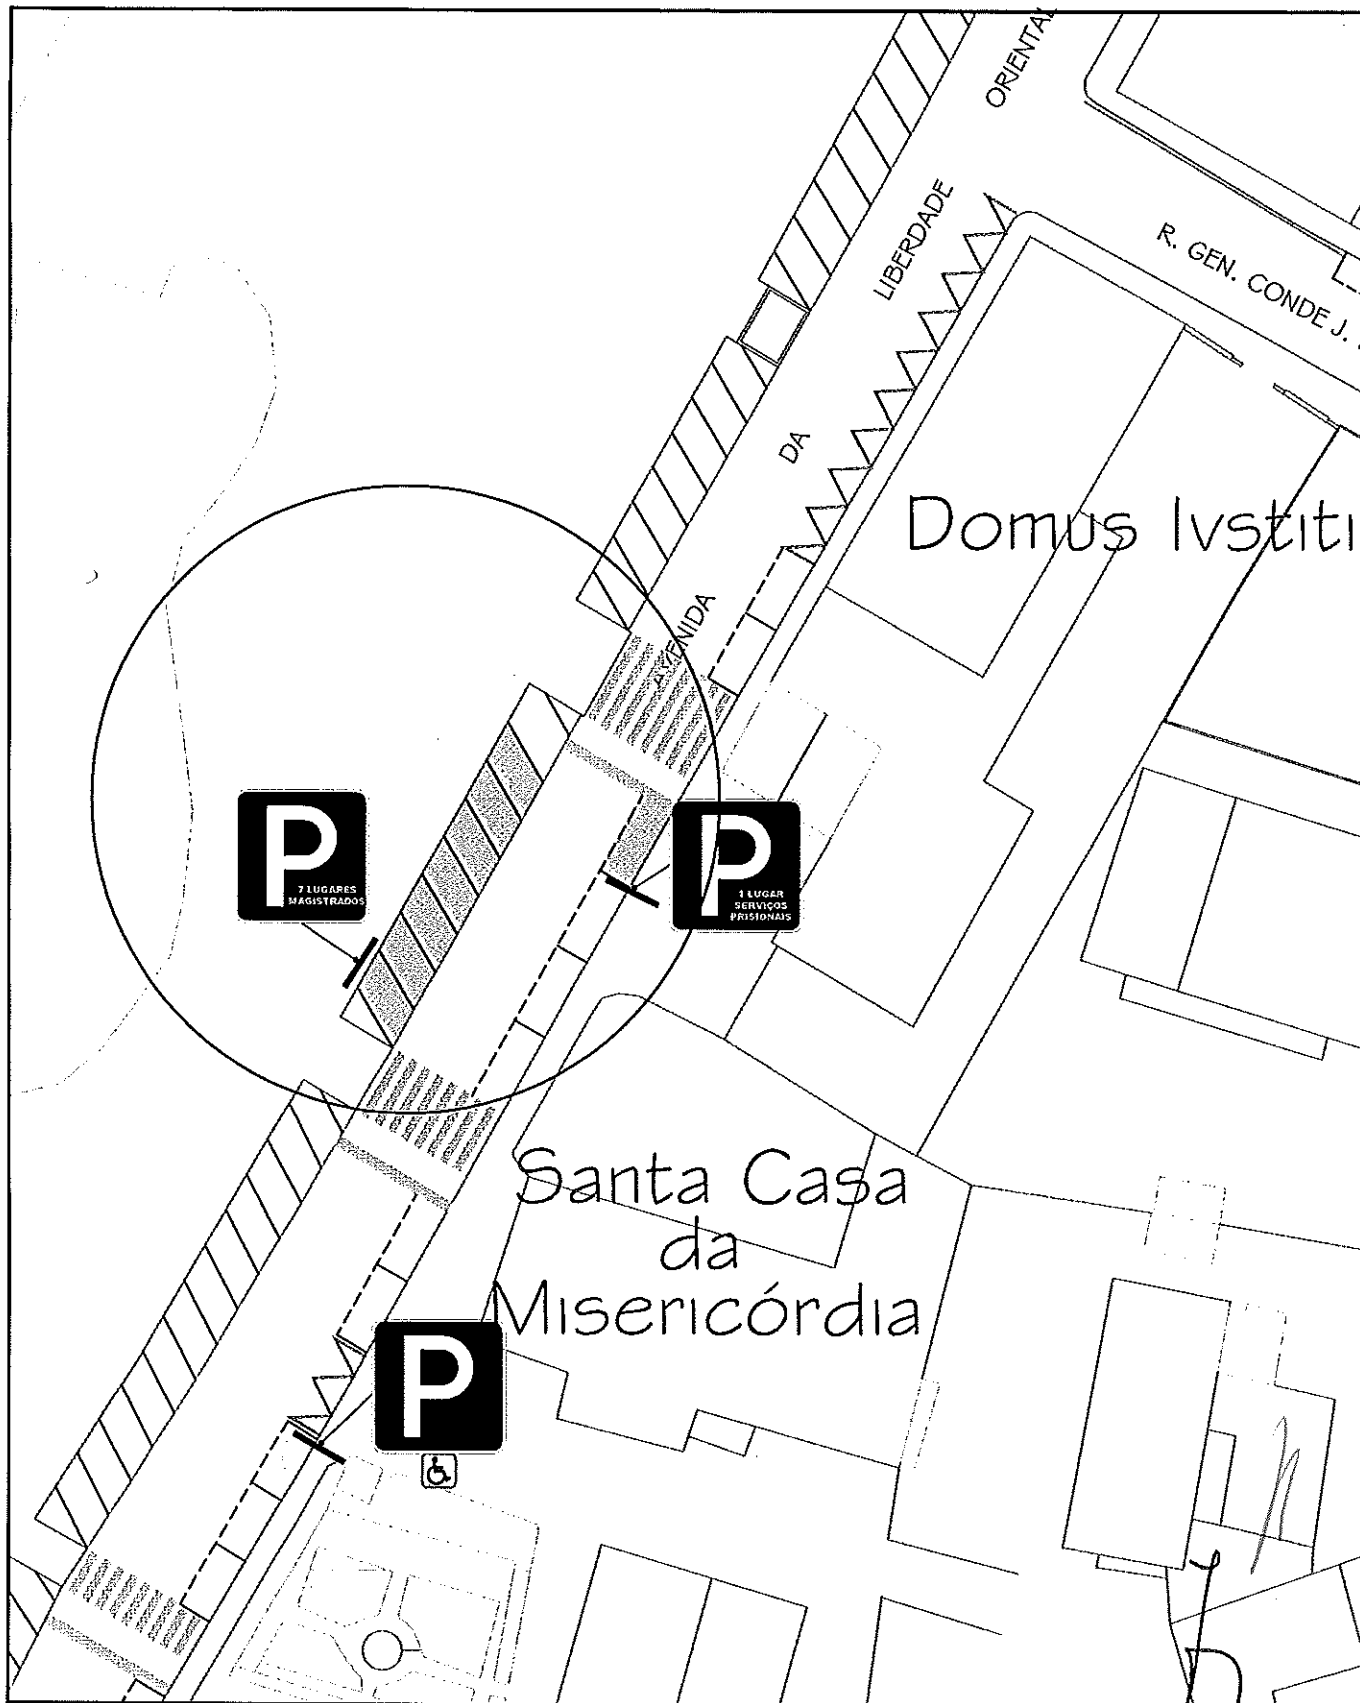 ORIENTAL
LIBERDADE
DA
AVENIDA
R. GEN. CONDE J.
Domus Ivstiti
P
7 LUGARES
MAGISTRADOS
P
1 LUGAR
SERVIÇOS
PRISIONAIS
Santa Casa
da
Misericórdia
P